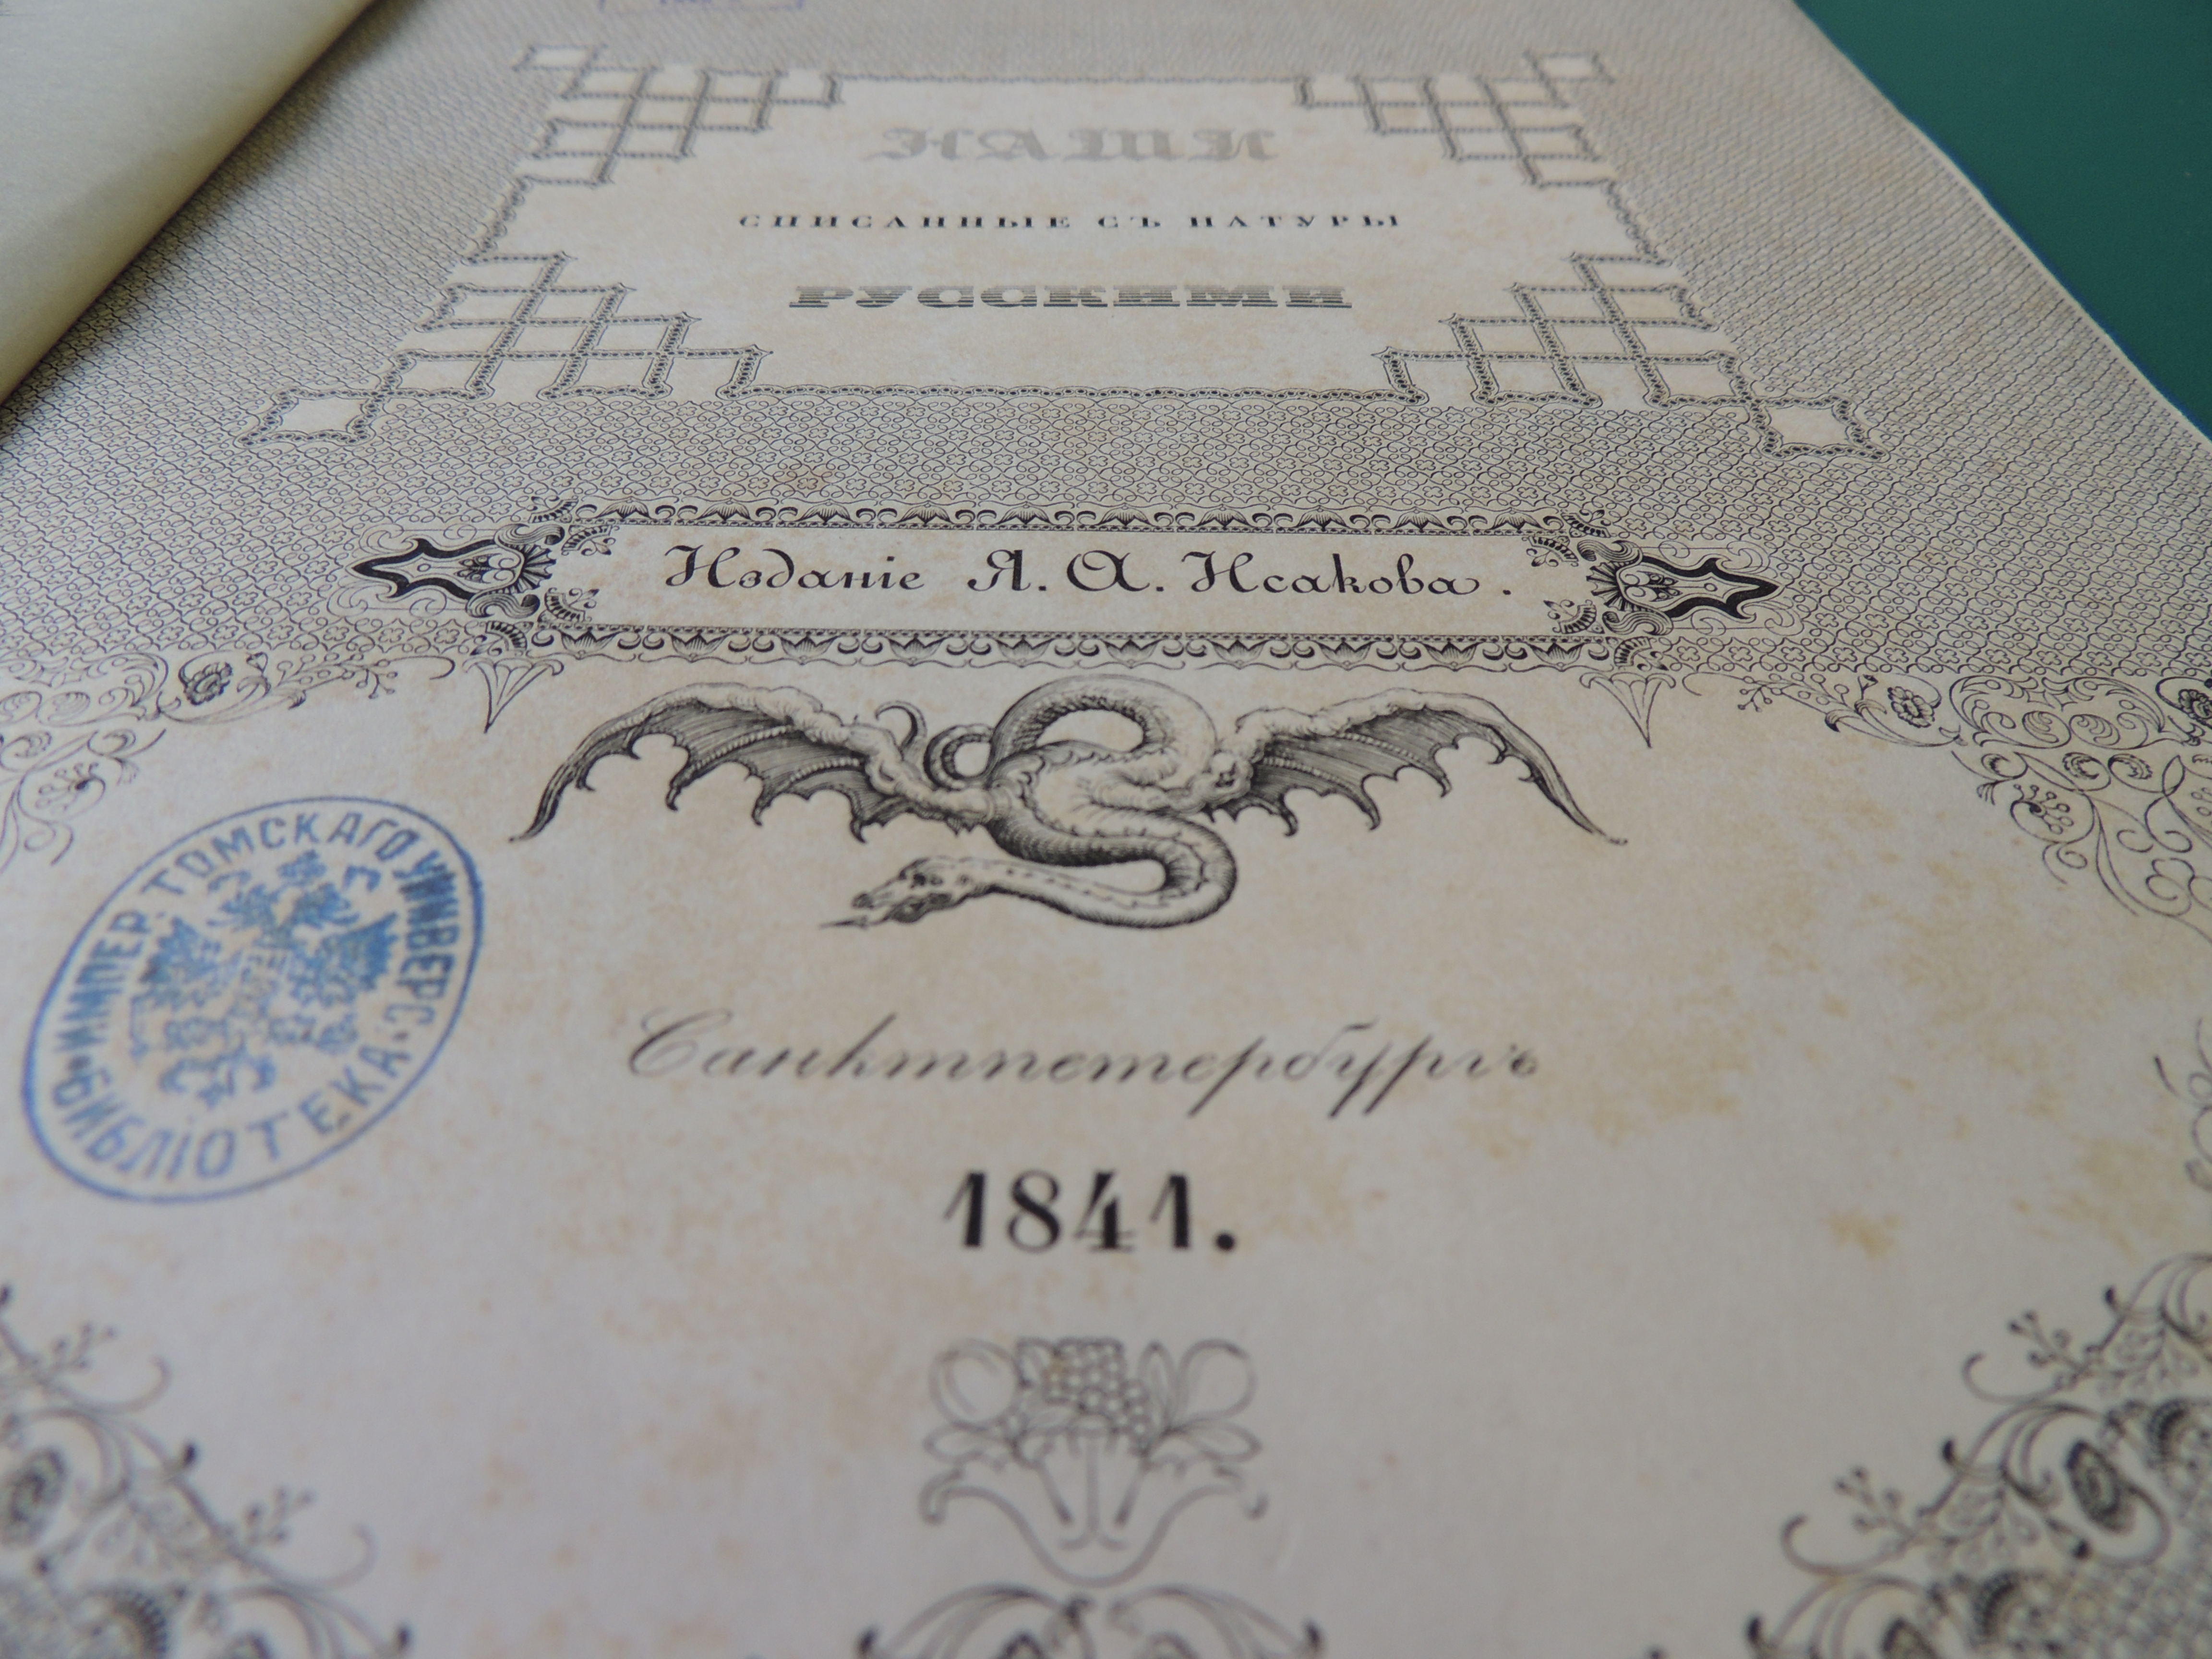 НАШИ
СПИСАННЫЕ СЪ НАТУРЫ
РУССКИМИ
Изданіе Я. А. Исакова.
ИМПЕР. ТОМСКАГО УНИВЕРС.
БИБЛІОТЕКА.
Санктпетербургъ
1841.